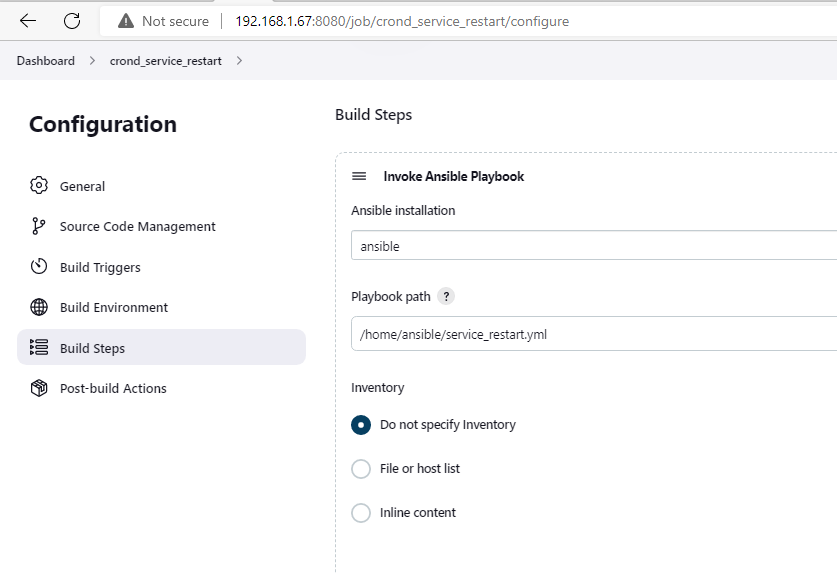 Not secure 192.168.1.67:8080/job/crond_service_restart/configure
Dashboard > crond_service_restart >
Configuration
General
Source Code Management
Build Triggers
Build Environment
Build Steps
Post-build Actions
Build Steps
Invoke Ansible Playbook
Ansible installation
ansible
Playbook path ?
/home/ansible/service_restart.yml
Inventory
Do not specify Inventory
File or host list
Inline content